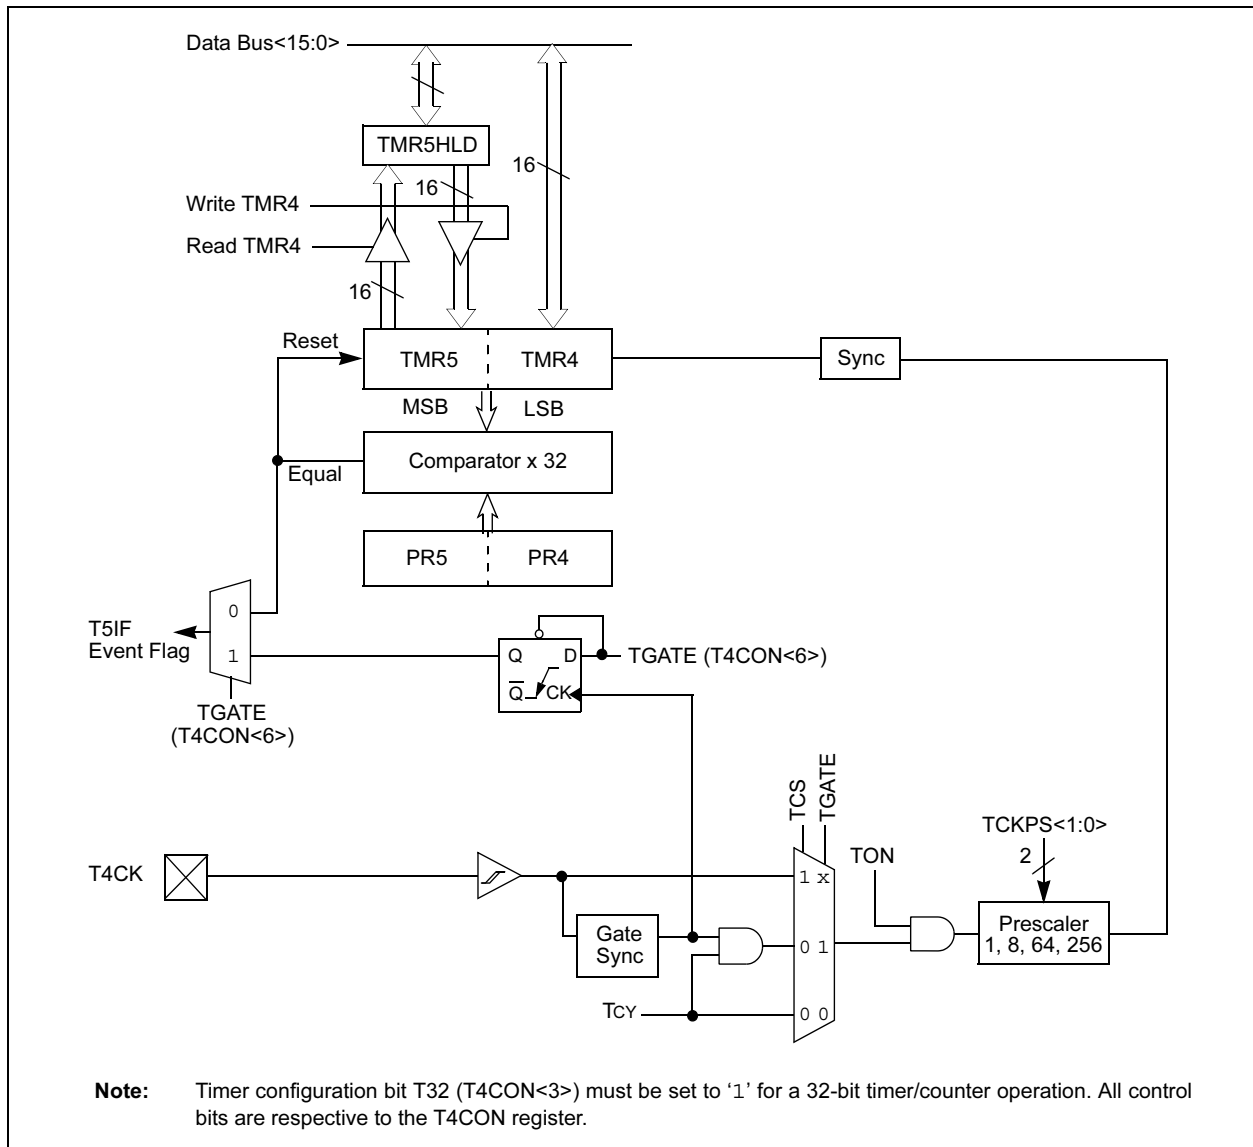 Data Bus<15:0>
TMR5HLD
16
16
Write TMR4
Read TMR4
16
Reset
TMR5
TMR4
Sync
MSB
LSB
Equal
Comparator x 32
PR5
PR4
0
1
T5IF
Event Flag
TGATE
(T4CON<6>)
Q
D
Q
CK
TGATE (T4CON<6>)
TCS
TGATE
TCKPS<1:0>
2
TON
T4CK
1 x
Gate
Sync
0 1
Prescaler
1, 8, 64, 256
TCY
0 0
Note: Timer configuration bit T32 (T4CON<3>) must be set to ‘1’ for a 32-bit timer/counter operation. All control
bits are respective to the T4CON register.